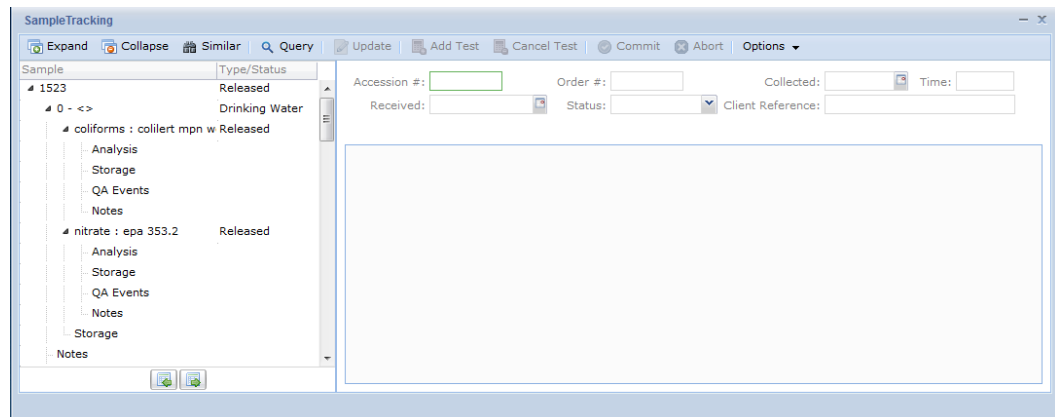 SampleTracking
Expand Collapse Similar Query Update Add Test Cancel Test Commit Abort Options
Sample Type/Status
1523 Released
0 - <> Drinking Water
coliforms : colilert mpn w Released
Analysis
Storage
QA Events
Notes
nitrate : epa 353.2 Released
Analysis
Storage
QA Events
Notes
Storage
Notes
Accession #: Order #: Collected: Time:
Received: Status: Client Reference: